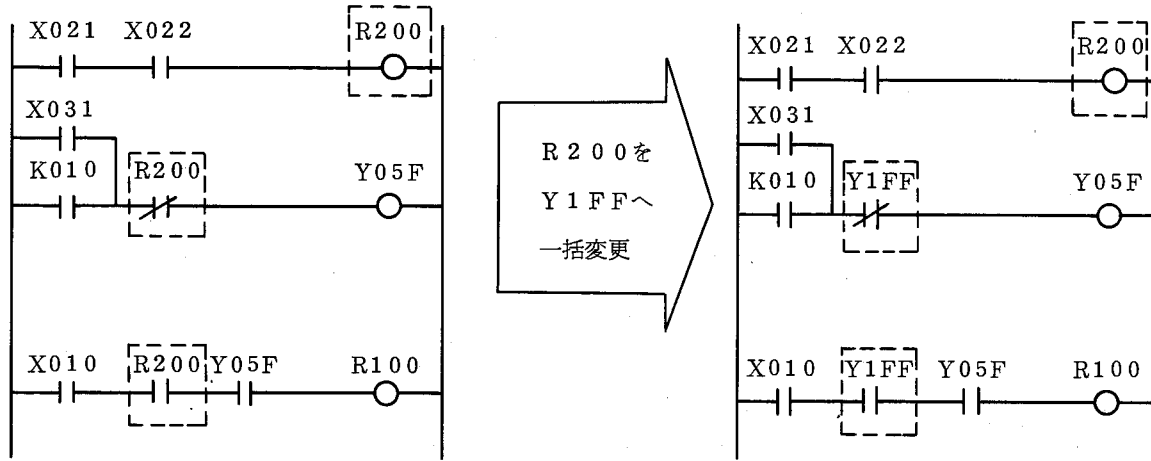 X021 X022 R200
X031
K010 R200 Y05F
X010 R200 Y05F R100
R200を
Y1FFへ
一括変更
X021 X022 R200
X031
K010 Y1FF Y05F
X010 Y1FF Y05F R100